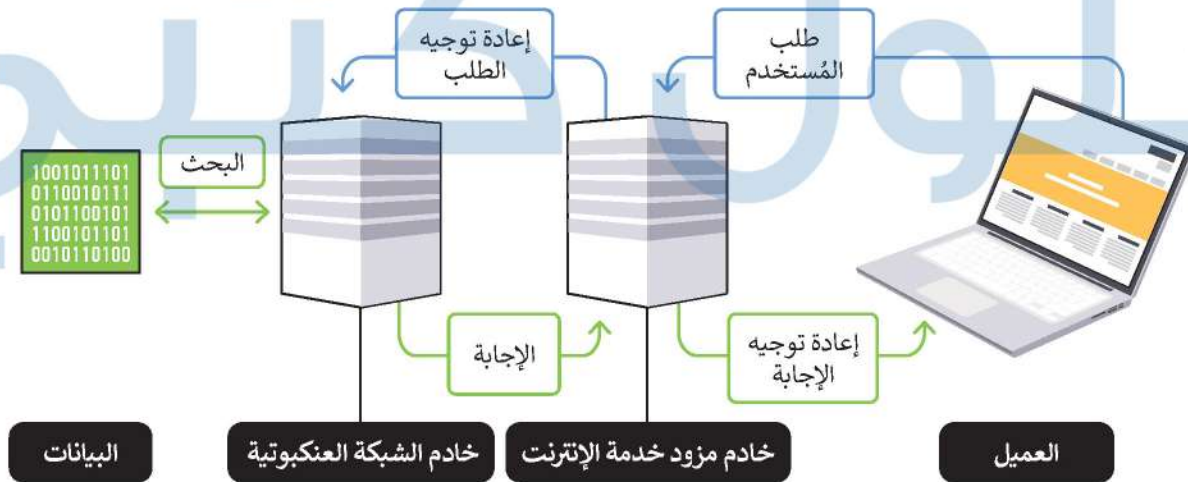 طلب
المُستخدم
إعادة توجيه
الطلب
البحث
1001011101
0110010111
0101100101
1100101101
0010110100
الإجابة
إعادة توجيه
الإجابة
العميل
خادم مزود خدمة الإنترنت
خادم الشبكة العنكبوتية
البيانات